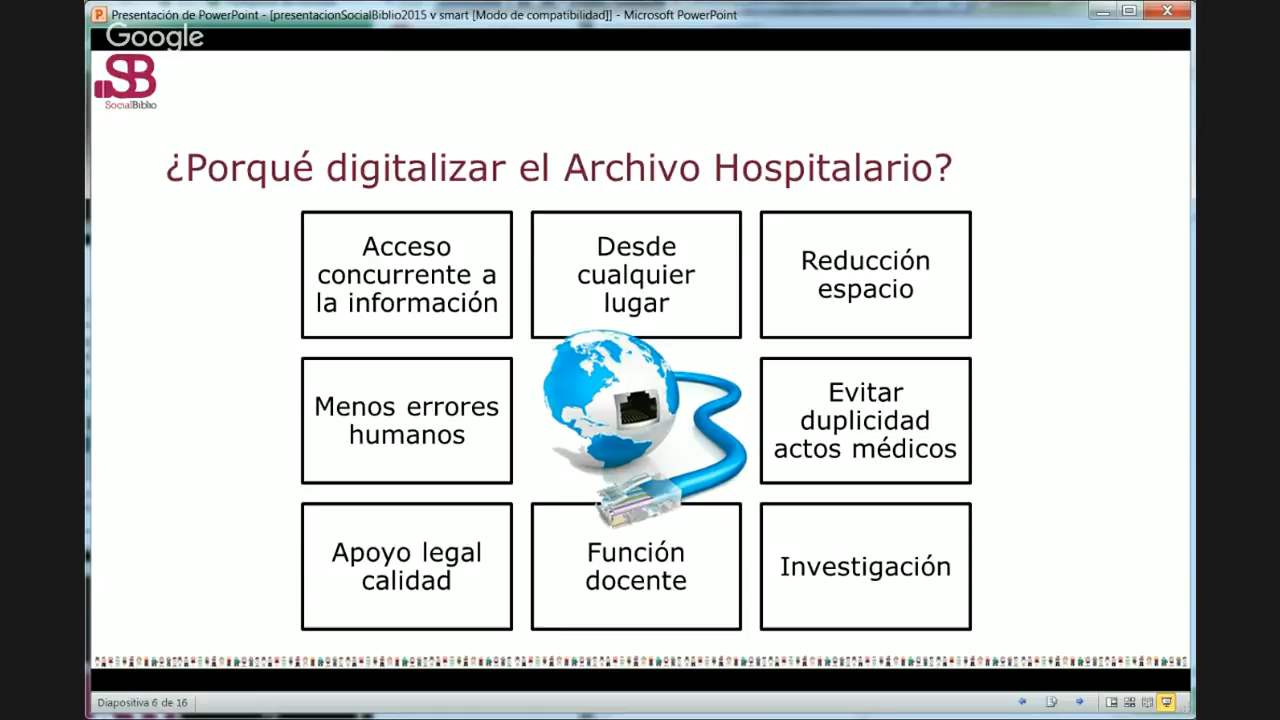 Presentación de PowerPoint - [presentacionSocialBiblio2015 v smart [Modo de compatibilidad]] - Microsoft PowerPoint
Google
SB
SocialBiblio
¿Porqué digitalizar el Archivo Hospitalario?
Acceso
concurrente a
la información
Desde
cualquier
lugar
Reducción
espacio
Menos errores
humanos
Evitar
duplicidad
actos médicos
Apoyo legal
calidad
Función
docente
Investigación
Diapositiva 6 de 16